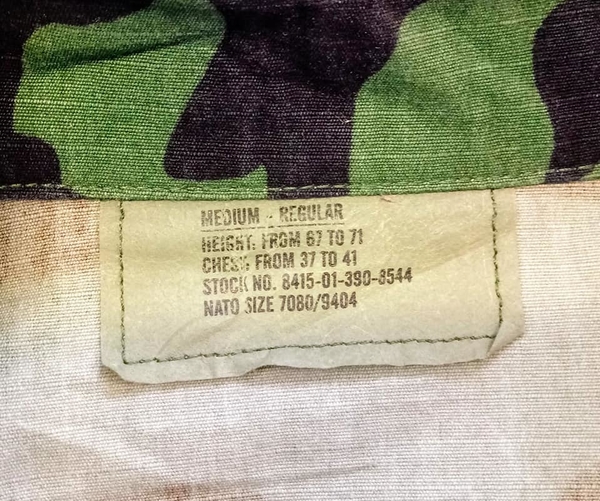 MEDIUM - REGULAR
HEIGHT: FROM 67 TO 71
CHEST: FROM 37 TO 41
STOCK NO. 8415-01-390-8544
NATO SIZE 7080/9404